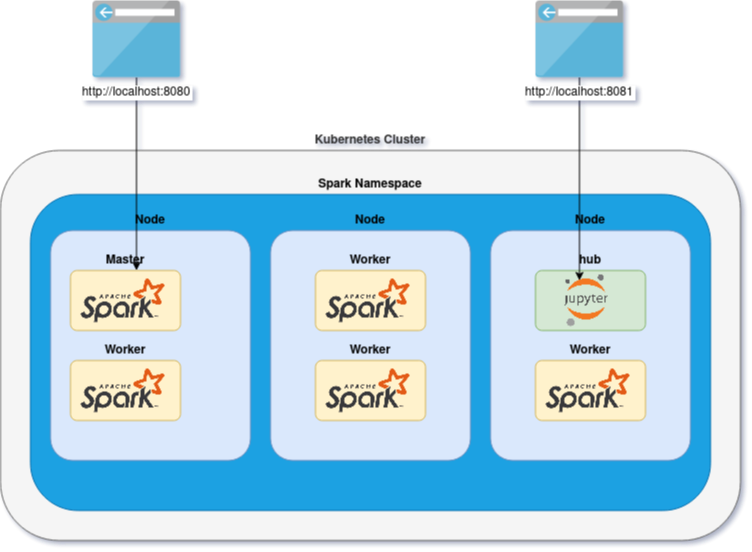 http://localhost:8080
http://localhost:8081
Kubernetes Cluster
Spark Namespace
Node
Node
Node
Master
Worker
hub
APACHE
Spark
APACHE
Spark
jupyter
Worker
Worker
Worker
APACHE
Spark
APACHE
Spark
APACHE
Spark